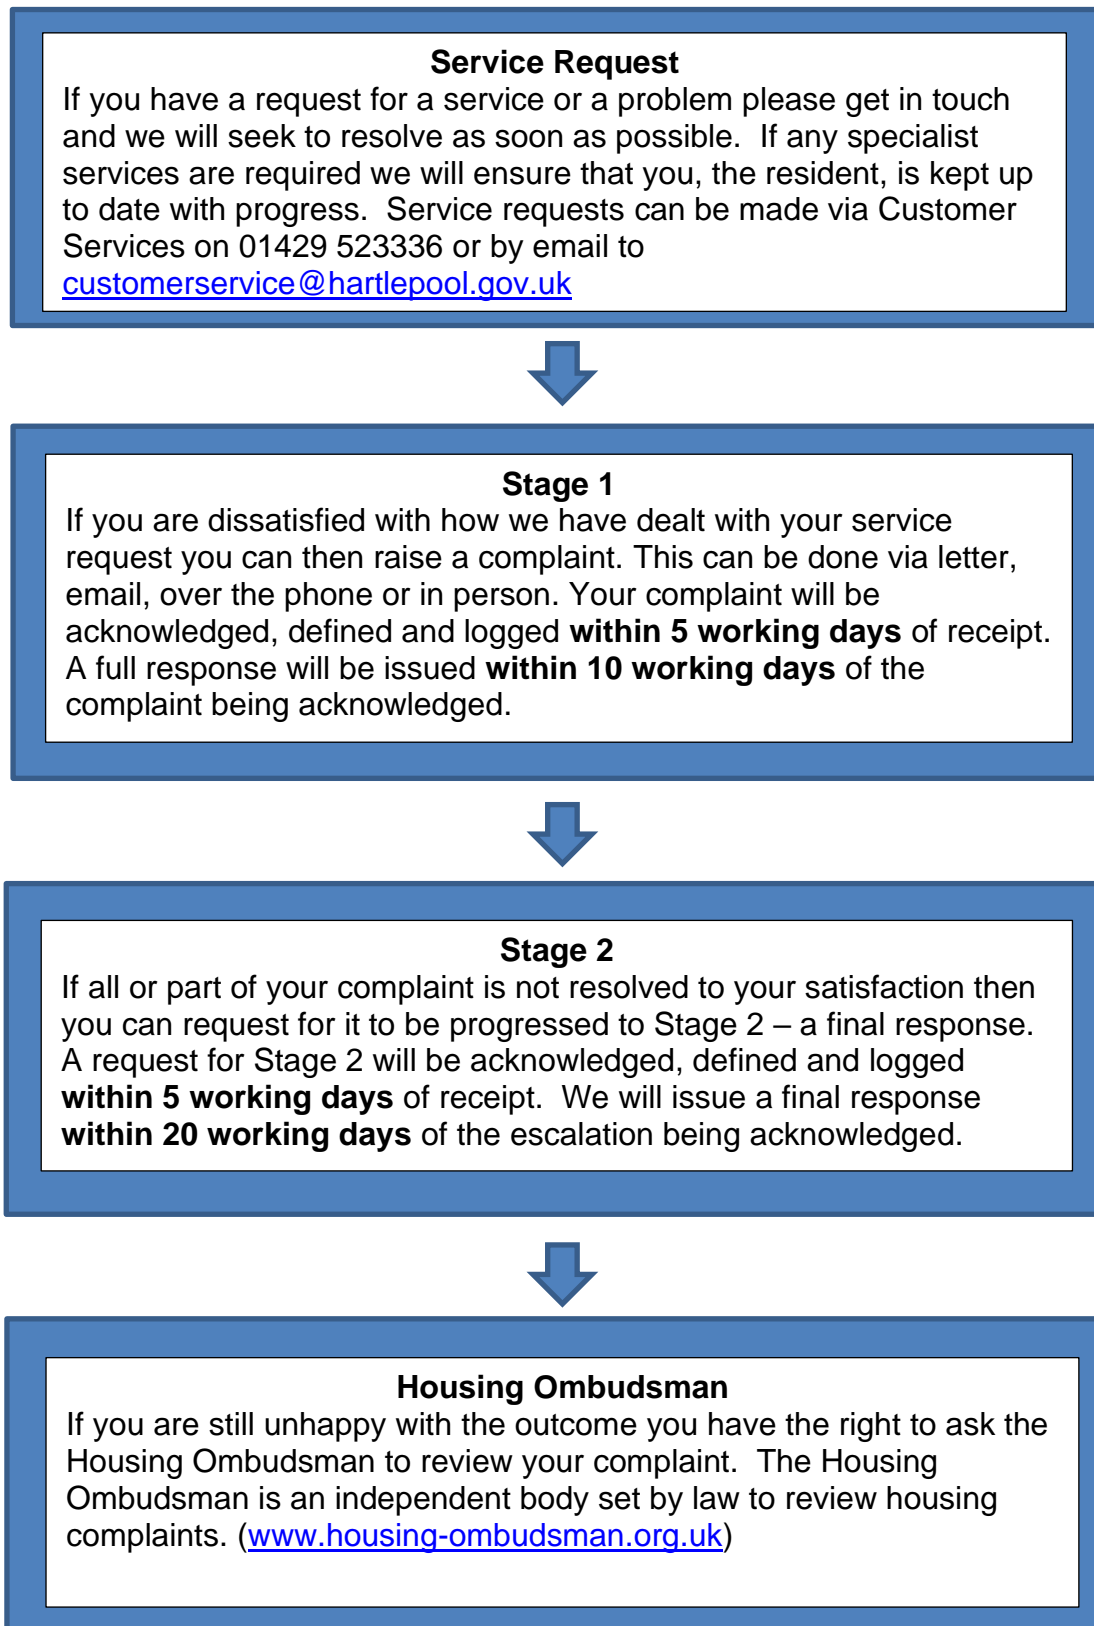 Service Request
If you have a request for a service or a problem please get in touch
and we will seek to resolve as soon as possible.  If any specialist
services are required we will ensure that you, the resident, is kept up
to date with progress.  Service requests can be made via Customer
Services on 01429 523336 or by email to
customerservice@hartlepool.gov.uk
Stage 1
If you are dissatisfied with how we have dealt with your service
request you can then raise a complaint. This can be done via letter,
email, over the phone or in person. Your complaint will be
acknowledged, defined and logged within 5 working days of receipt.
A full response will be issued within 10 working days of the
complaint being acknowledged.
Stage 2
If all or part of your complaint is not resolved to your satisfaction then
you can request for it to be progressed to Stage 2 – a final response.
A request for Stage 2 will be acknowledged, defined and logged
within 5 working days of receipt.  We will issue a final response
within 20 working days of the escalation being acknowledged.
Housing Ombudsman
If you are still unhappy with the outcome you have the right to ask the
Housing Ombudsman to review your complaint.  The Housing
Ombudsman is an independent body set by law to review housing
complaints. (www.housing-ombudsman.org.uk)